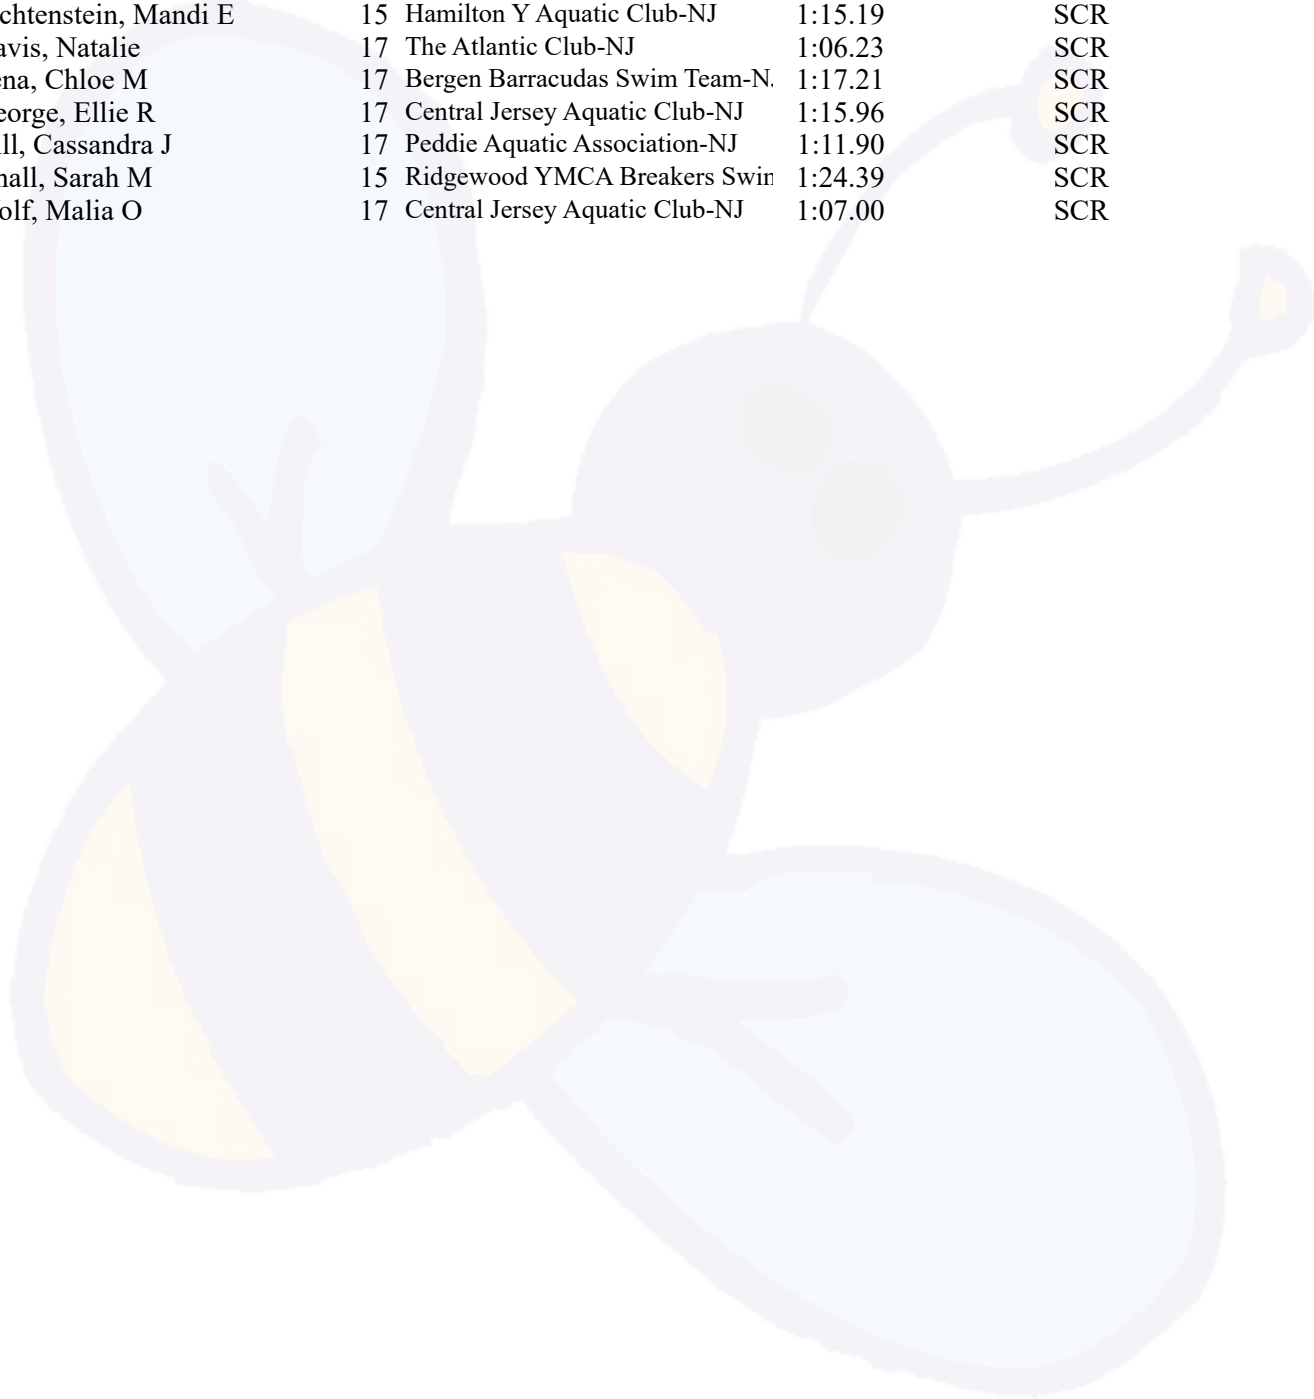 chtenstein, Mandi E 15 Hamilton Y Aquatic Club-NJ 1:15.19 SCR
avis, Natalie 17 The Atlantic Club-NJ 1:06.23 SCR
ena, Chloe M 17 Bergen Barracudas Swim Team-N. 1:17.21 SCR
eorge, Ellie R 17 Central Jersey Aquatic Club-NJ 1:15.96 SCR
ill, Cassandra J 17 Peddie Aquatic Association-NJ 1:11.90 SCR
hall, Sarah M 15 Ridgewood YMCA Breakers Swin 1:24.39 SCR
olf, Malia O 17 Central Jersey Aquatic Club-NJ 1:07.00 SCR